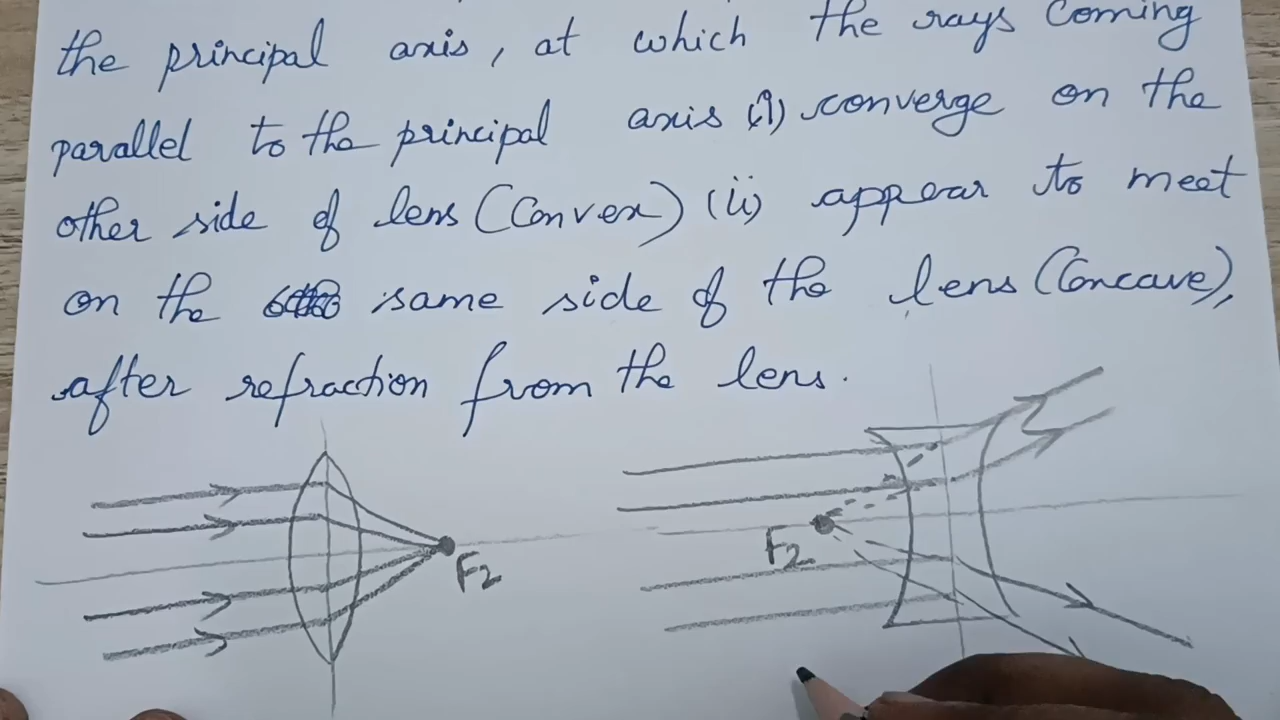 the principal axis, at which the rays coming
parallel to the principal axis (i) converge on the
other side of lens (Convex) (ii) appear to meet
on the same side of the lens (Concave),
after refraction from the lens.
F2
F2